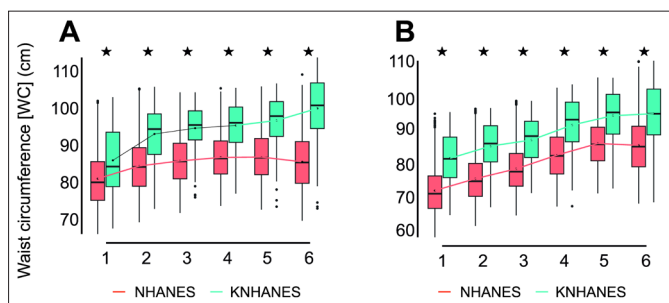 A
B
★ ★ ★ ★ ★ ★
★ ★ ★ ★ ★ ★
Waist circumference [WC] (cm)
110
100
90
80
70
110
100
90
80
70
60
1 2 3 4 5 6
1 2 3 4 5 6
NHANES KNHANES
NHANES KNHANES